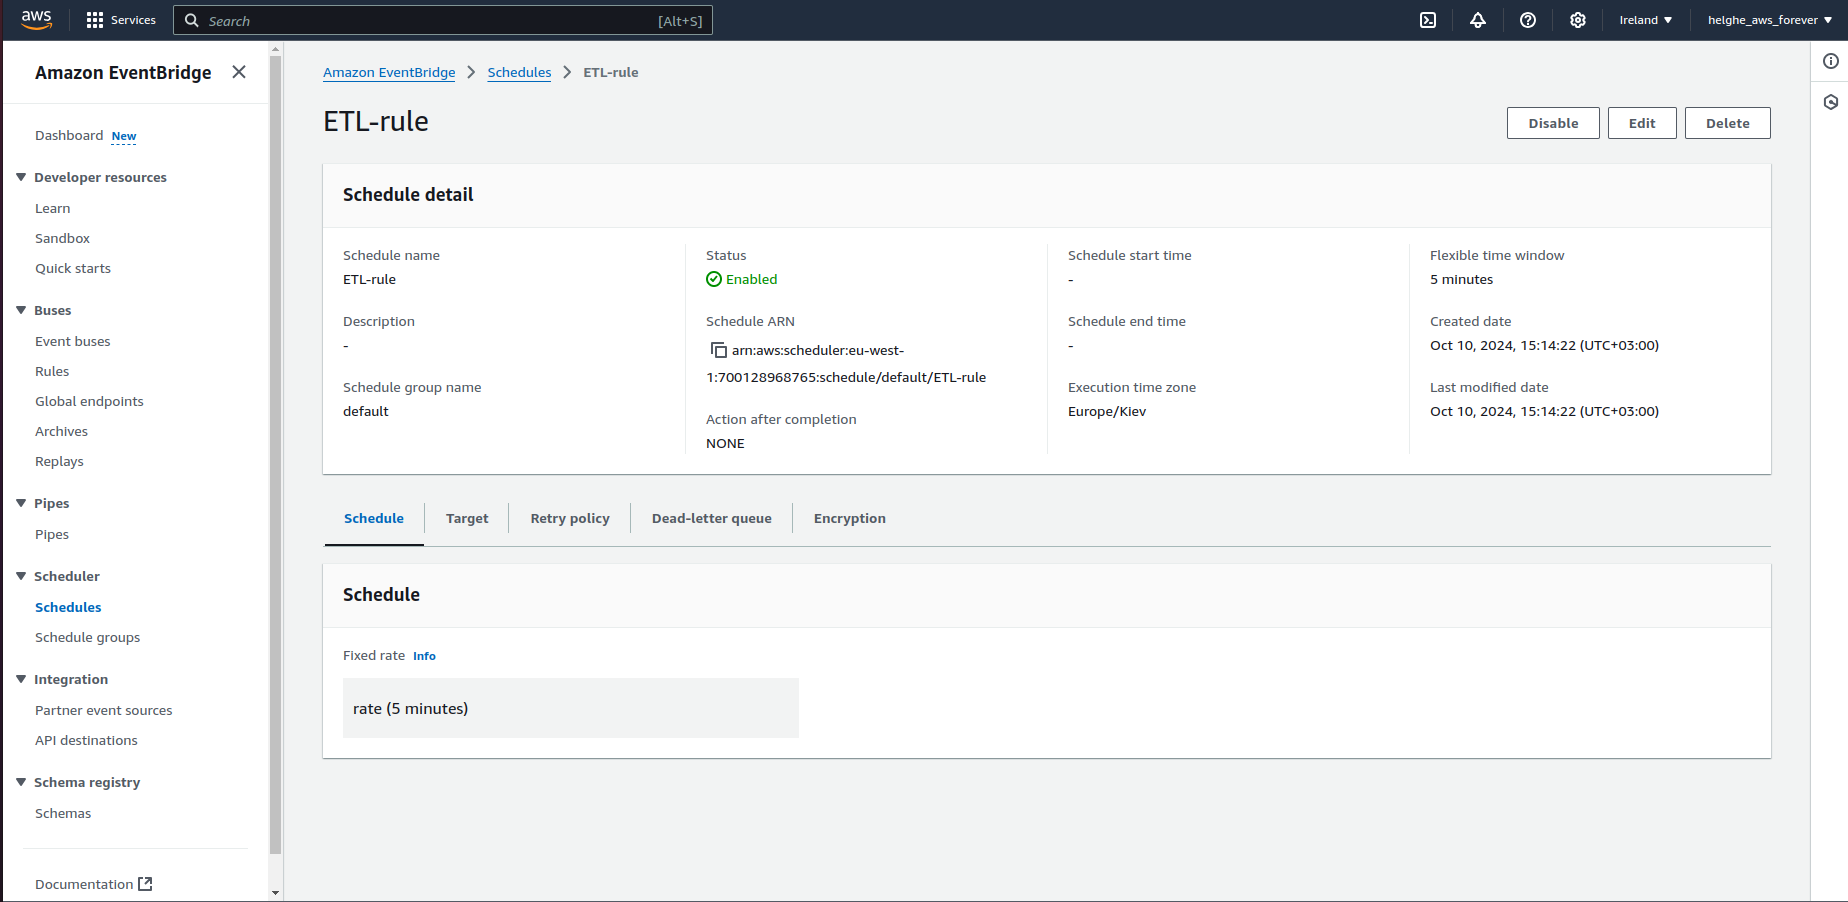 aws
Services
Search
[Alt+S]
Ireland
helghe_aws_forever
Amazon EventBridge
Dashboard New
Developer resources
Learn
Sandbox
Quick starts
Buses
Event buses
Rules
Global endpoints
Archives
Replays
Pipes
Pipes
Scheduler
Schedules
Schedule groups
Integration
Partner event sources
API destinations
Schema registry
Schemas
Documentation
Amazon EventBridge > Schedules > ETL-rule
ETL-rule
Disable
Edit
Delete
Schedule detail
Schedule name
ETL-rule
Description
-
Schedule group name
default
Status
Enabled
Schedule ARN
arn:aws:scheduler:eu-west-
1:700128968765:schedule/default/ETL-rule
Action after completion
NONE
Schedule start time
-
Schedule end time
-
Execution time zone
Europe/Kiev
Flexible time window
5 minutes
Created date
Oct 10, 2024, 15:14:22 (UTC+03:00)
Last modified date
Oct 10, 2024, 15:14:22 (UTC+03:00)
Schedule
Target
Retry policy
Dead-letter queue
Encryption
Schedule
Fixed rate Info
rate (5 minutes)